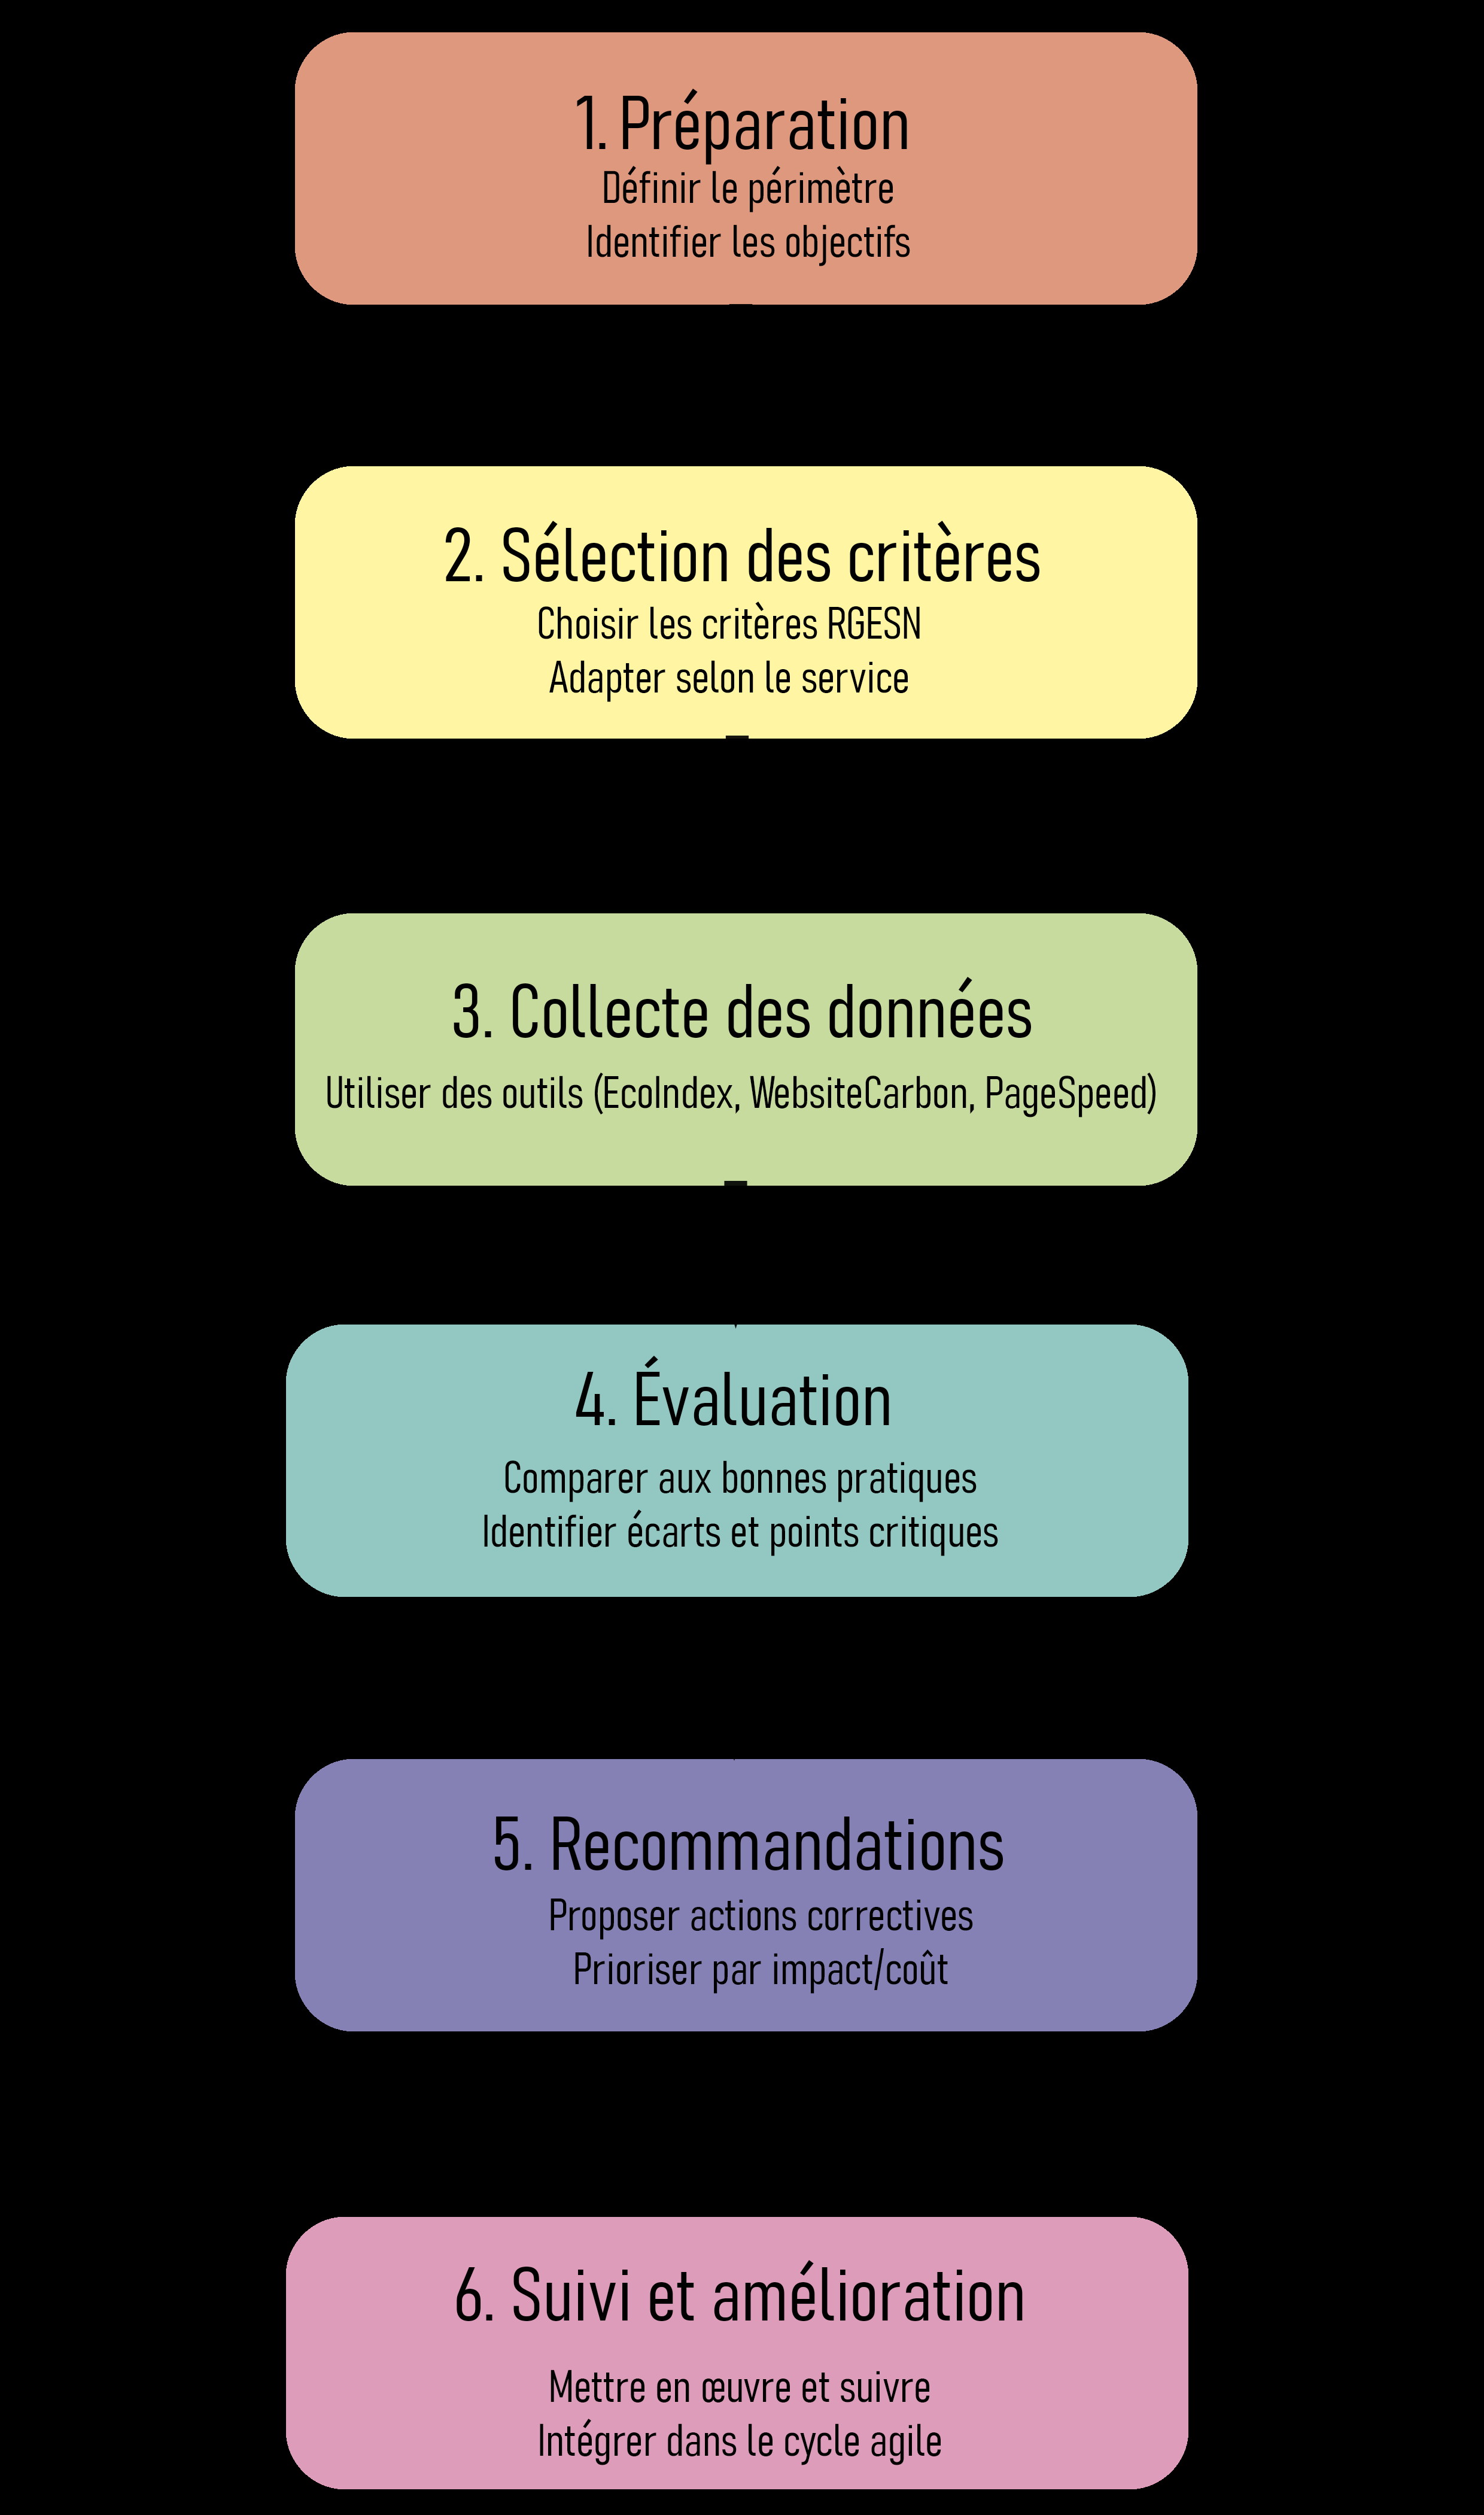 1. Préparation
Définir le périmètre
Identifier les objectifs
2. Sélection des critères
Choisir les critères RGESN
Adapter selon le service
3. Collecte des données
Utiliser des outils (EcoIndex, WebsiteCarbon, PageSpeed)
4. Évaluation
Comparer aux bonnes pratiques
Identifier écarts et points critiques
5. Recommandations
Proposer actions correctives
Prioriser par impact/coût
6. Suivi et amélioration
Mettre en œuvre et suivre
Intégrer dans le cycle agile